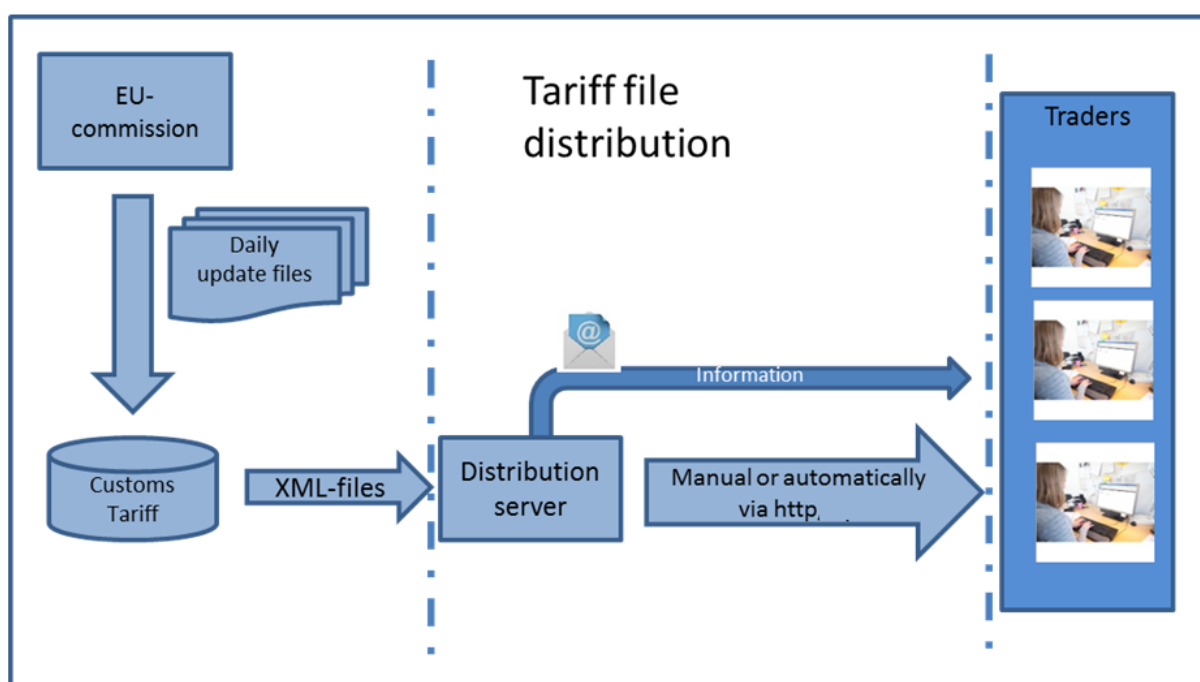 EU-
commission
Tariff file
distribution
Traders
Daily
update files
@
Information
Customs
Tariff
XML-files
Distribution
server
Manual or automatically
via http,